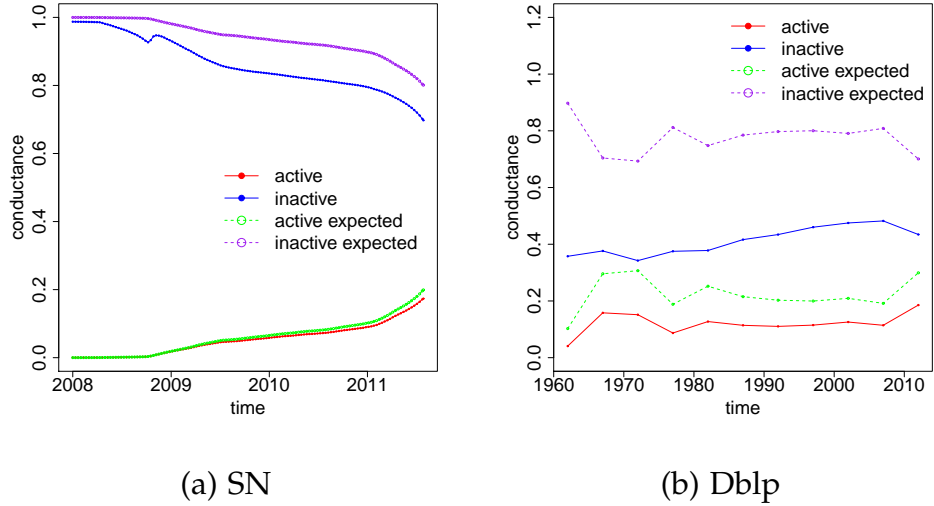 conductance
1.0
0.8
0.6
0.4
0.2
0.0
active
inactive
active expected
inactive expected
2008
2009
2010
2011
time
(a) SN
conductance
1.2
1.0
0.8
0.6
0.4
0.2
0.0
active
inactive
active expected
inactive expected
1960
1970
1980
1990
2000
2010
time
(b) Dblp